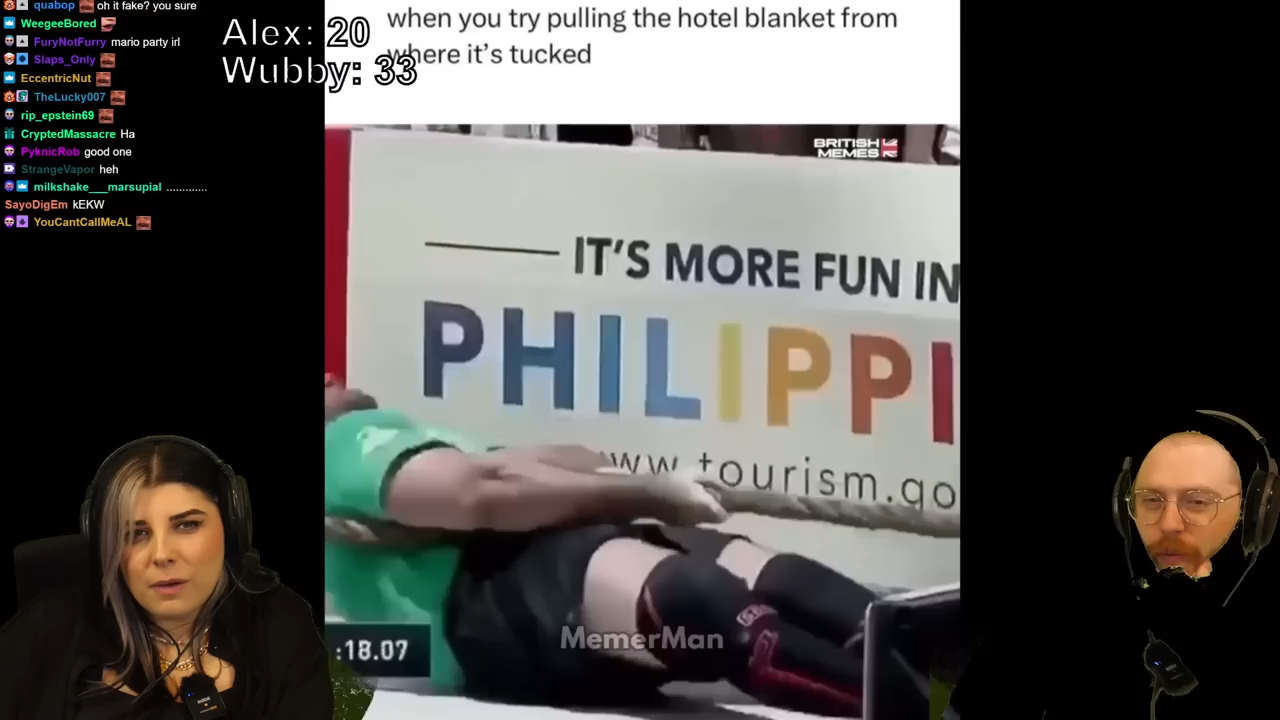 quabop oh it fake? you sure
WeegeeBored
FuryNotFurry mario party irl
Slaps_Only
EccentricNut
TheLucky007
rip_epstein69
CryptedMassacre Ha
PyknicRob good one
StrangeVapor heh
milkshake___marsupial .............
SayoDigEm kEKW
YouCantCallMeAL
Alex: 20
Wubby: 33
when you try pulling the hotel blanket from
where it's tucked
BRITISH
MEMES
IT'S MORE FUN IN
PHILIPPI
www.tourism.go
MemerMan
:18.07